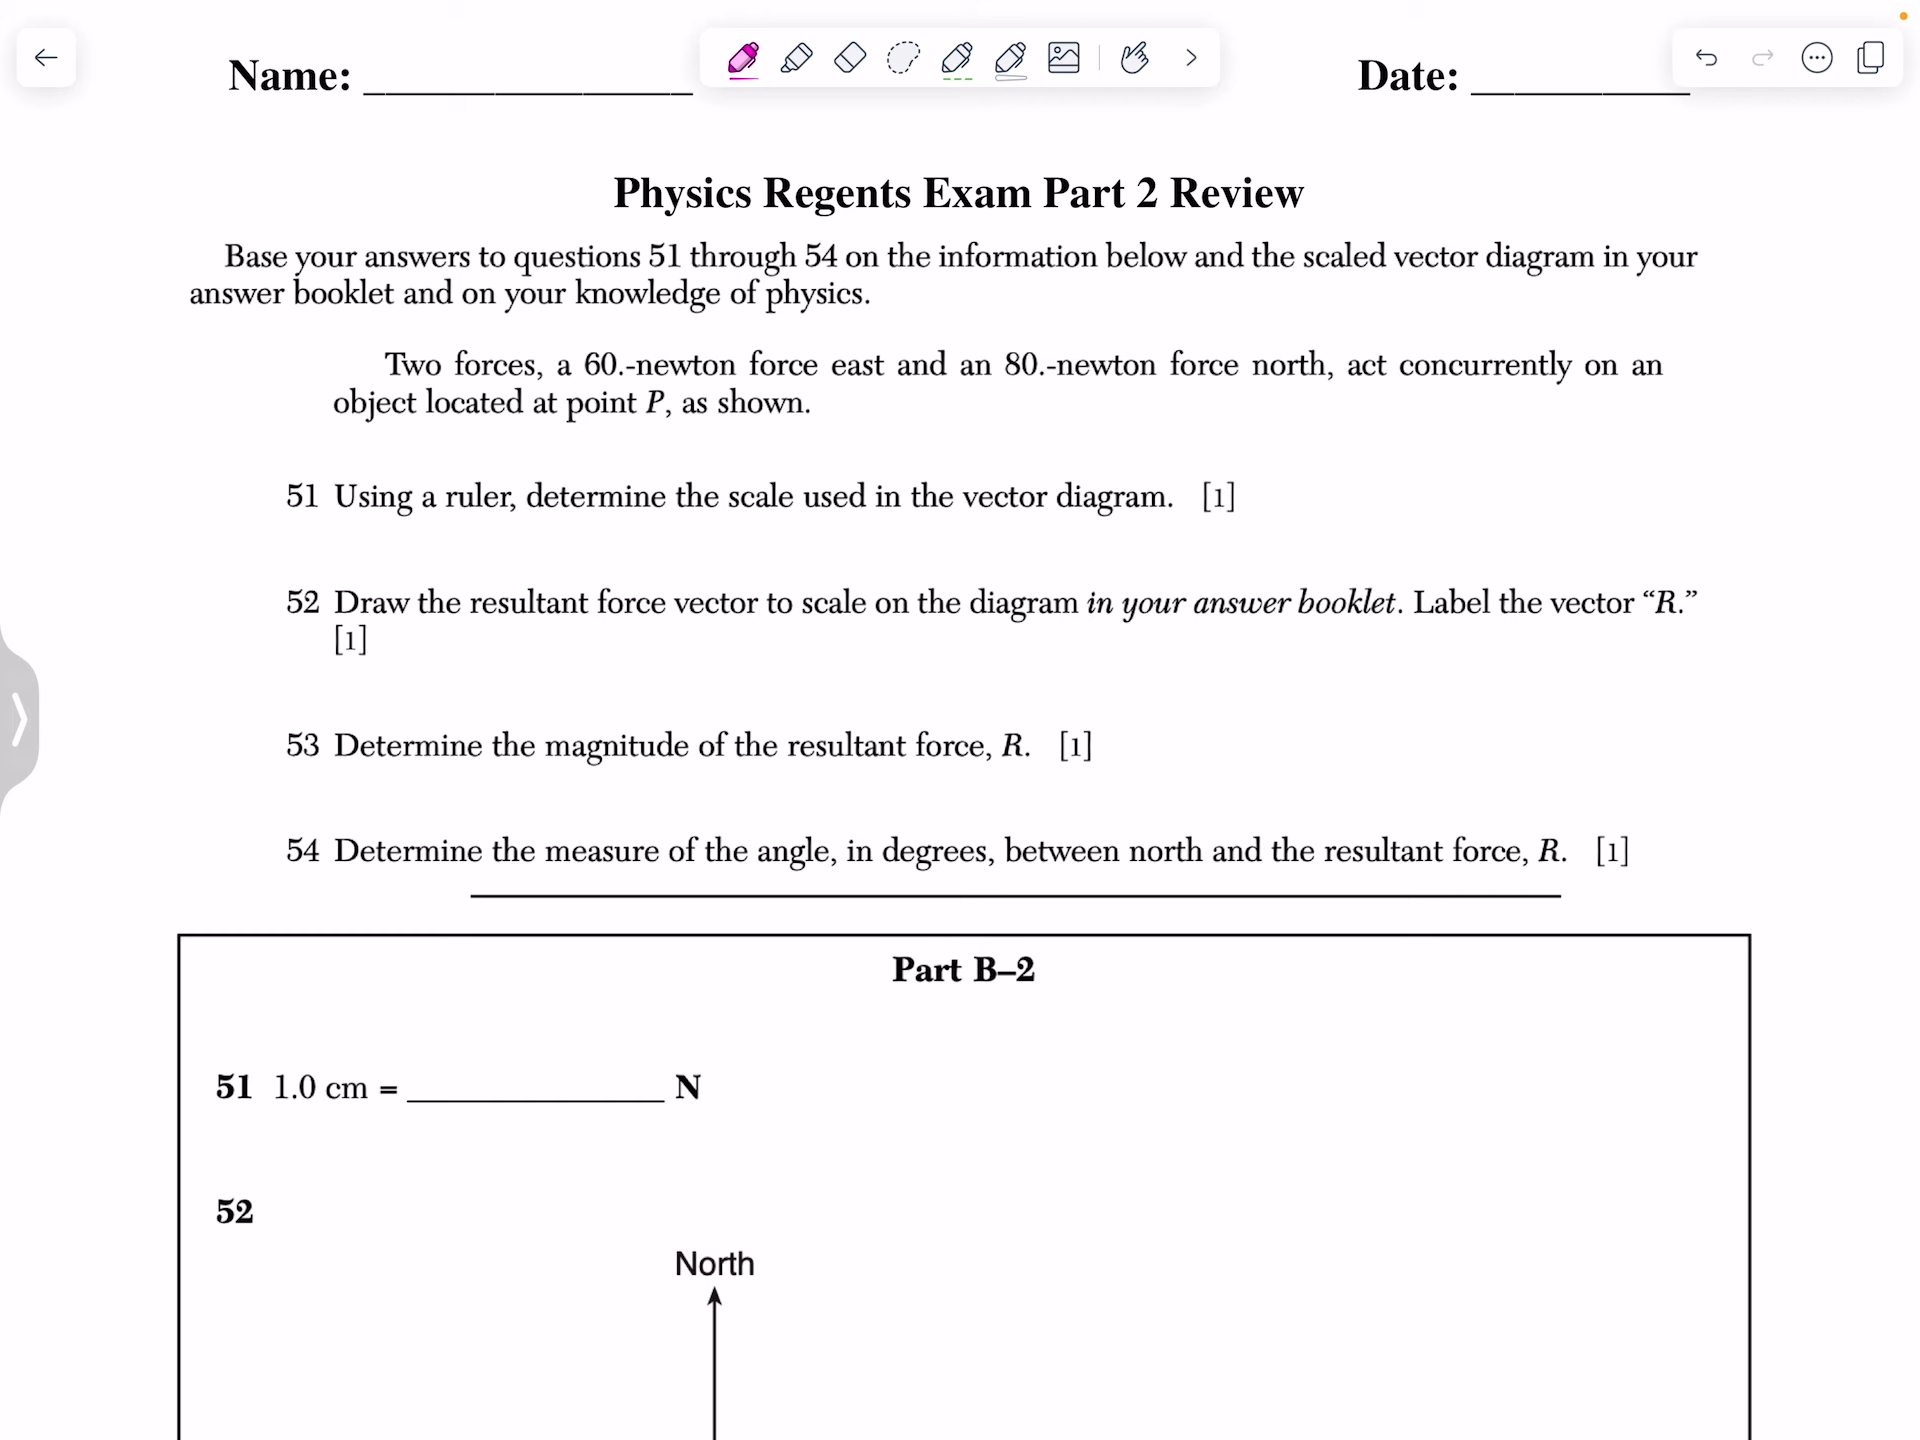 Name: _______________ Date: __________
Physics Regents Exam Part 2 Review
Base your answers to questions 51 through 54 on the information below and the scaled vector diagram in your
answer booklet and on your knowledge of physics.
Two forces, a 60.-newton force east and an 80.-newton force north, act concurrently on an
object located at point P, as shown.
51 Using a ruler, determine the scale used in the vector diagram. [1]
52 Draw the resultant force vector to scale on the diagram in your answer booklet. Label the vector “R.”
[1]
53 Determine the magnitude of the resultant force, R. [1]
54 Determine the measure of the angle, in degrees, between north and the resultant force, R. [1]
Part B–2
51 1.0 cm = ________________ N
52
North